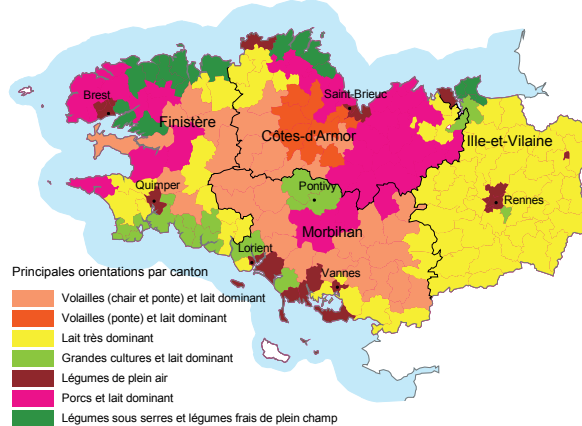 Brest
Saint-Brieuc
Finistère
Côtes-d'Armor
Ille-et-Vilaine
Quimper
Pontivy
Rennes
Morbihan
Lorient
Vannes
Principales orientations par canton
Volailles (chair et ponte) et lait dominant
Volailles (ponte) et lait dominant
Lait très dominant
Grandes cultures et lait dominant
Légumes de plein air
Porcs et lait dominant
Légumes sous serres et légumes frais de plein champ